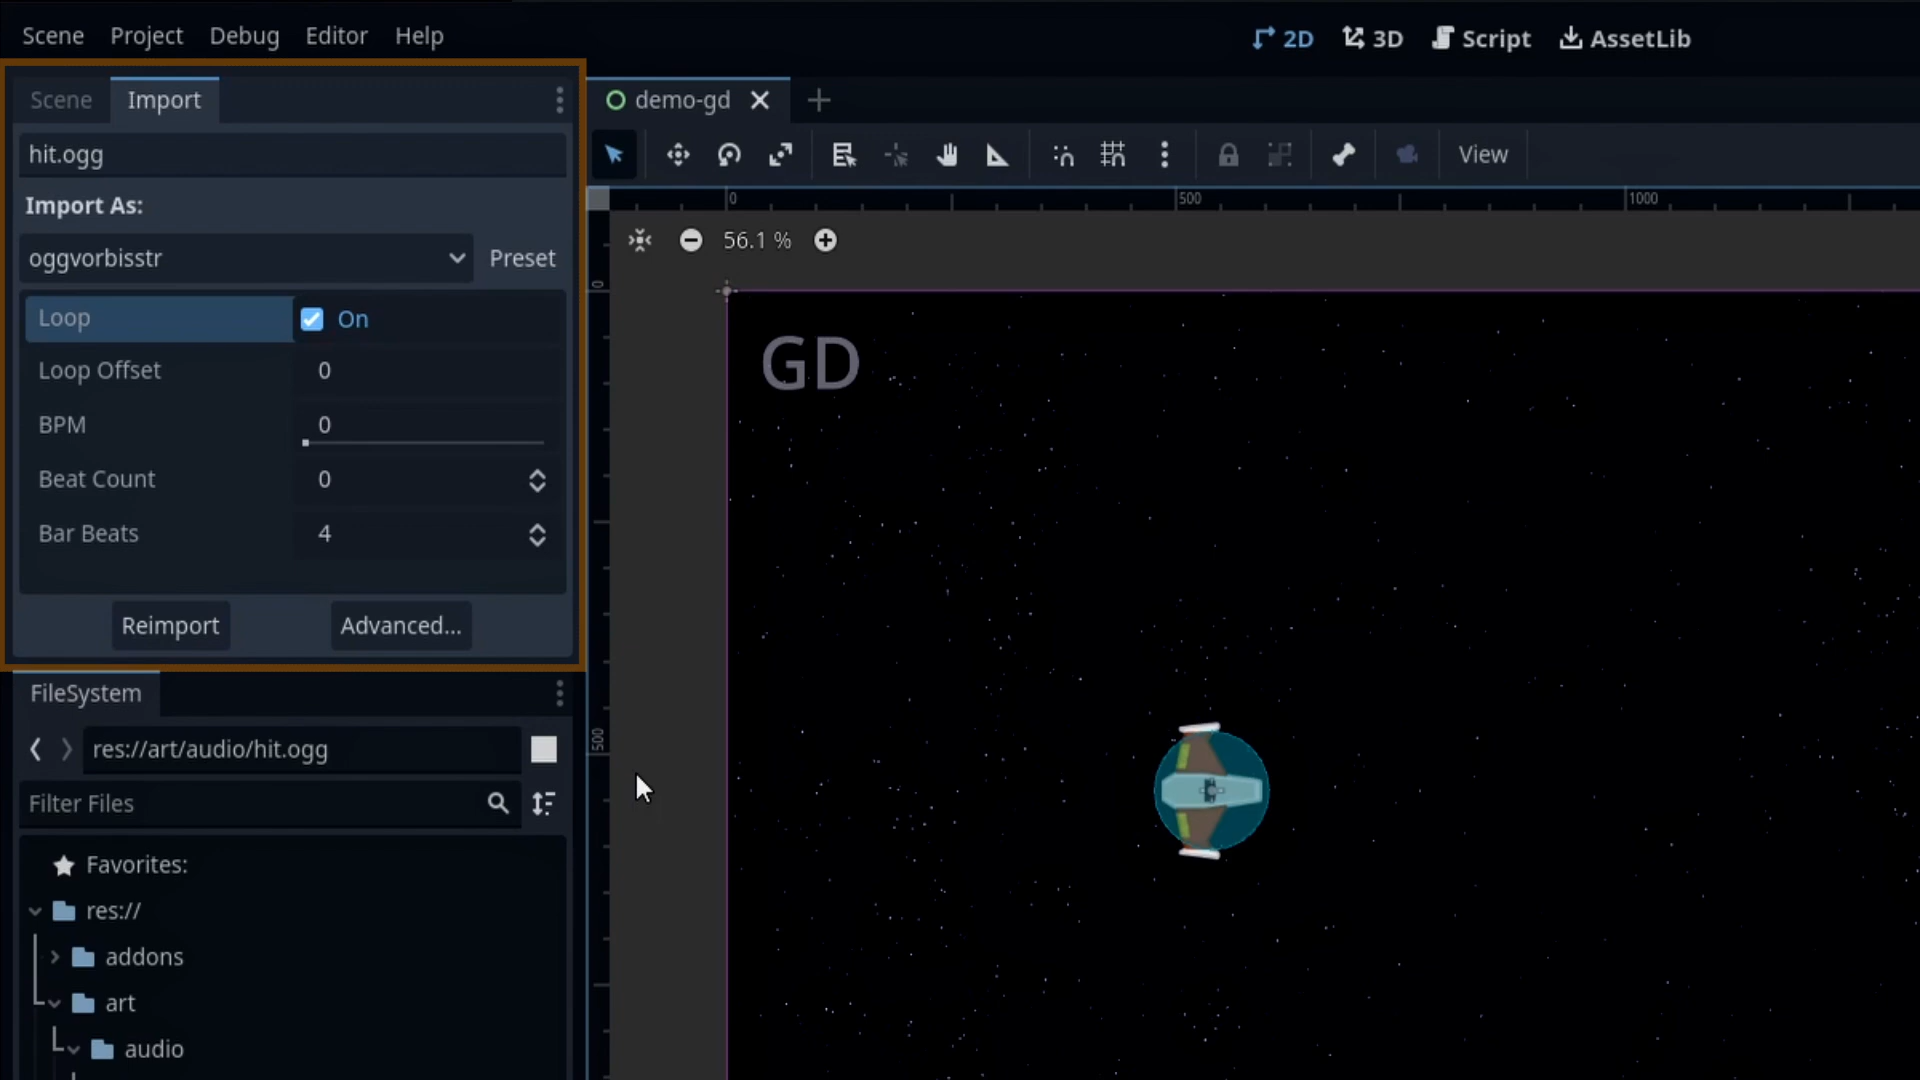 Scene Project Debug Editor Help
2D 3D Script AssetLib
Scene Import
demo-gd
hit.ogg
View
Import As:
oggvorbisstr Preset
Loop On
Loop Offset 0
BPM 0
Beat Count 0
Bar Beats 4
Reimport Advanced...
0 500 1000
56.1 %
0
GD
500
FileSystem
res://art/audio/hit.ogg
Filter Files
Favorites:
res://
addons
art
audio